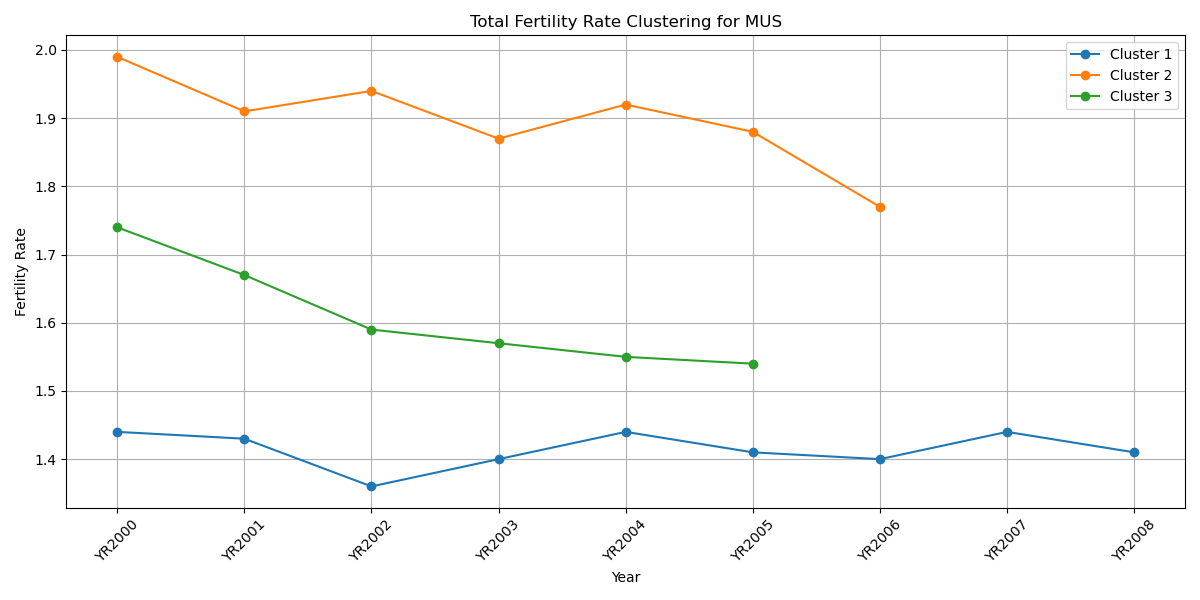 Total Fertility Rate Clustering for MUS
Cluster 1
Cluster 2
Cluster 3
Fertility Rate
2.0
1.9
1.8
1.7
1.6
1.5
1.4
YR2000
YR2001
YR2002
YR2003
YR2004
YR2005
YR2006
YR2007
YR2008
Year